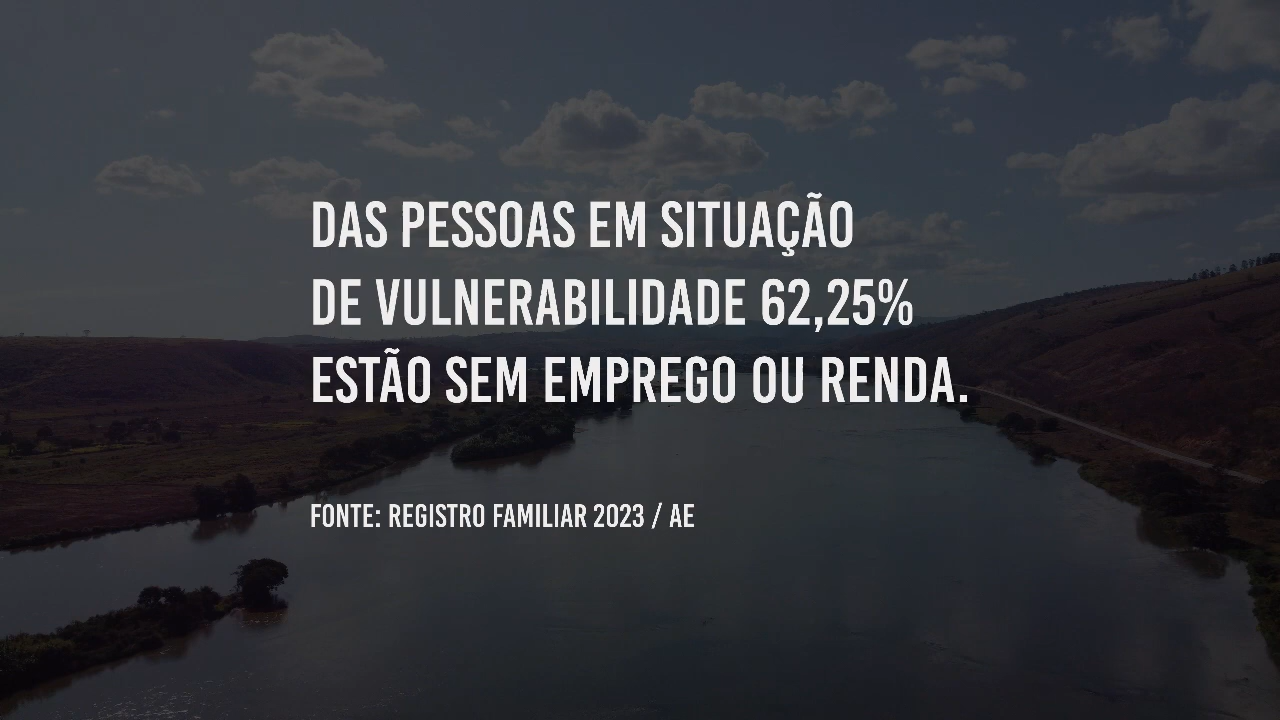 DAS PESSOAS EM SITUAÇÃO
DE VULNERABILIDADE 62,25%
ESTÃO SEM EMPREGO OU RENDA.
FONTE: REGISTRO FAMILIAR 2023 / AE